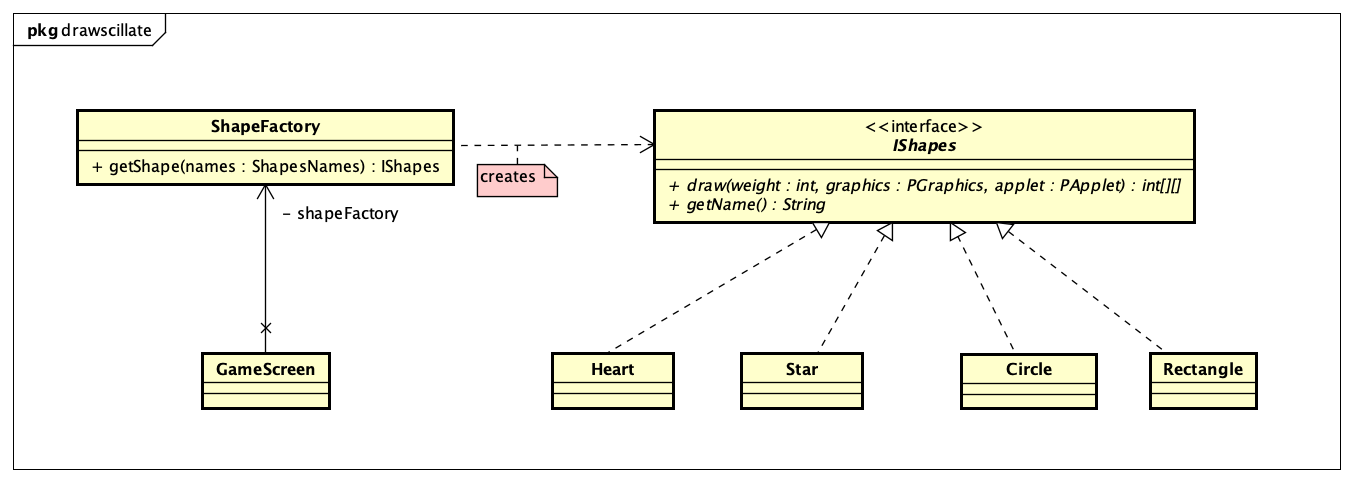 pkg drawscillate
ShapeFactory
+ getShape(names : ShapesNames) : IShapes
<<interface>>
IShapes
+ draw(weight : int, graphics : PGraphics, applet : PApplet) : int[][]
+ getName() : String
creates
- shapeFactory
GameScreen
Heart
Star
Circle
Rectangle